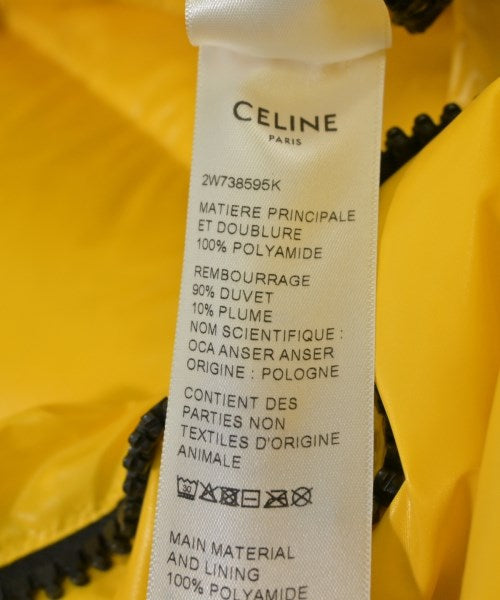 CELINE
PARIS
2W738595K
MATIERE PRINCIPALE
ET DOUBLURE
100% POLYAMIDE
REMBOURRAGE
90% DUVET
10% PLUME
NOM SCIENTIFIQUE :
OCA ANSER ANSER
ORIGINE : POLOGNE
CONTIENT DES
PARTIES NON
TEXTILES D'ORIGINE
ANIMALE
30
MAIN MATERIAL
AND LINING
100% POLYAMIDE